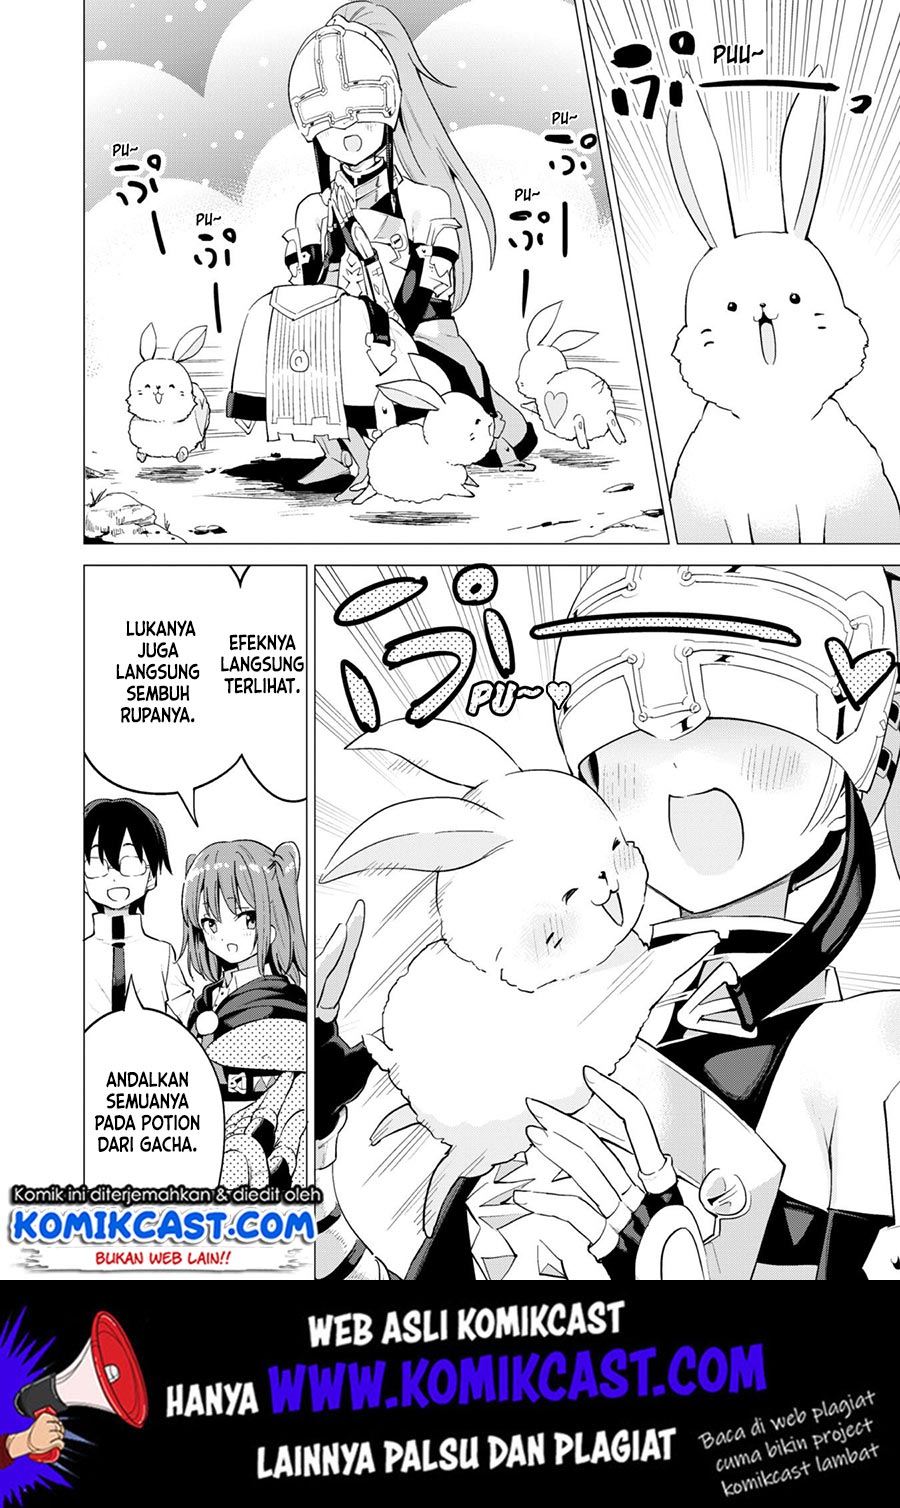 PUU~
ぷーっ
PU~
ぷー
PU~
ぷー
PU~
ぷー
PU~
ぷー
PU~♥
ぷー♥
EFEKNYA
LANGSUNG
TERLIHAT.
LUKANYA
JUGA
LANGSUNG
SEMBUH
RUPANYA.
ANDALKAN
SEMUANYA
PADA POTION
DARI GACHA.
Komik ini diterjemahkan & diedit oleh
KOMIKCAST.COM
BUKAN WEB LAIN!!
WEB ASLI KOMIKCAST
HANYA WWW.KOMIKCAST.COM
LAINNYA PALSU DAN PLAGIAT
Baca di web plagiat
cuma bikin project
komikcast lambat